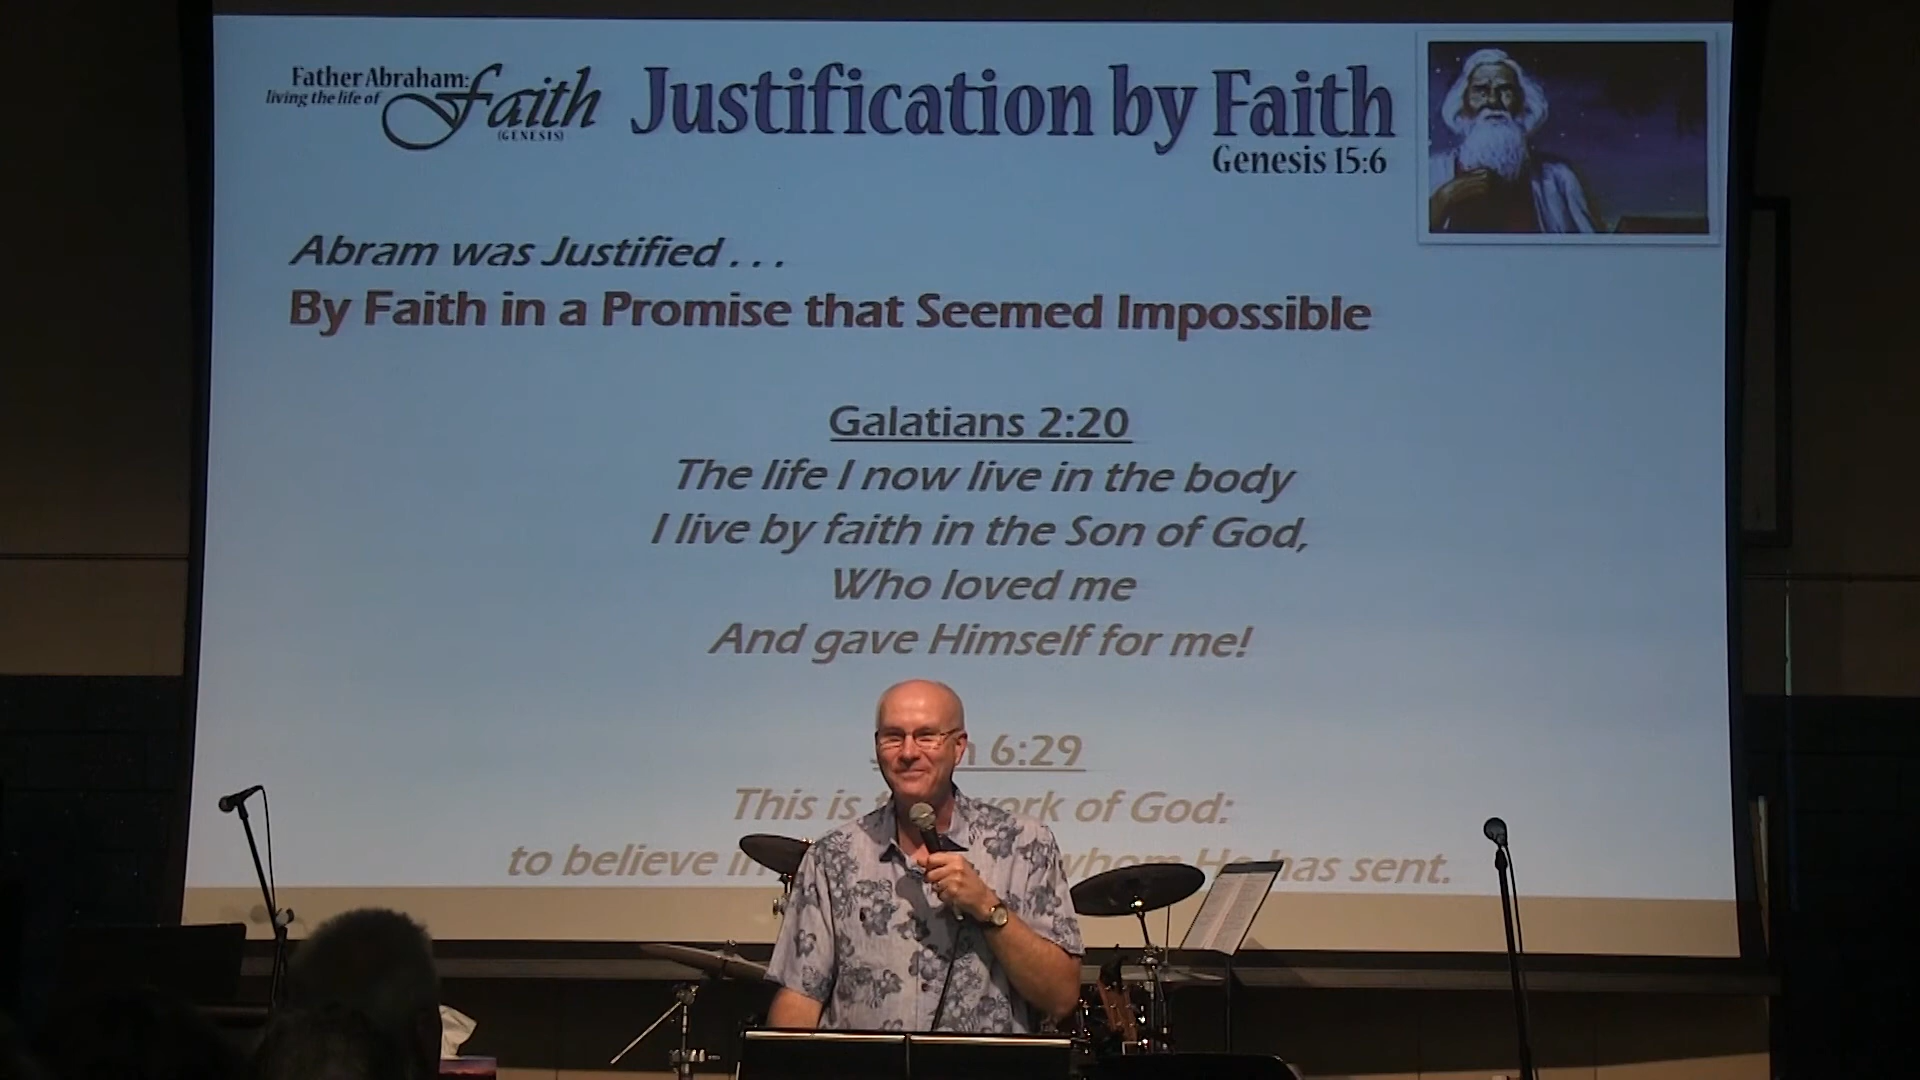 Father Abraham:
living the life of
Faith
(GENESIS)
Justification by Faith
Genesis 15:6
Abram was Justified . . .
By Faith in a Promise that Seemed Impossible
Galatians 2:20
The life I now live in the body
I live by faith in the Son of God,
Who loved me
And gave Himself for me!
6:29
This is work of God:
to believe in whom He has sent.